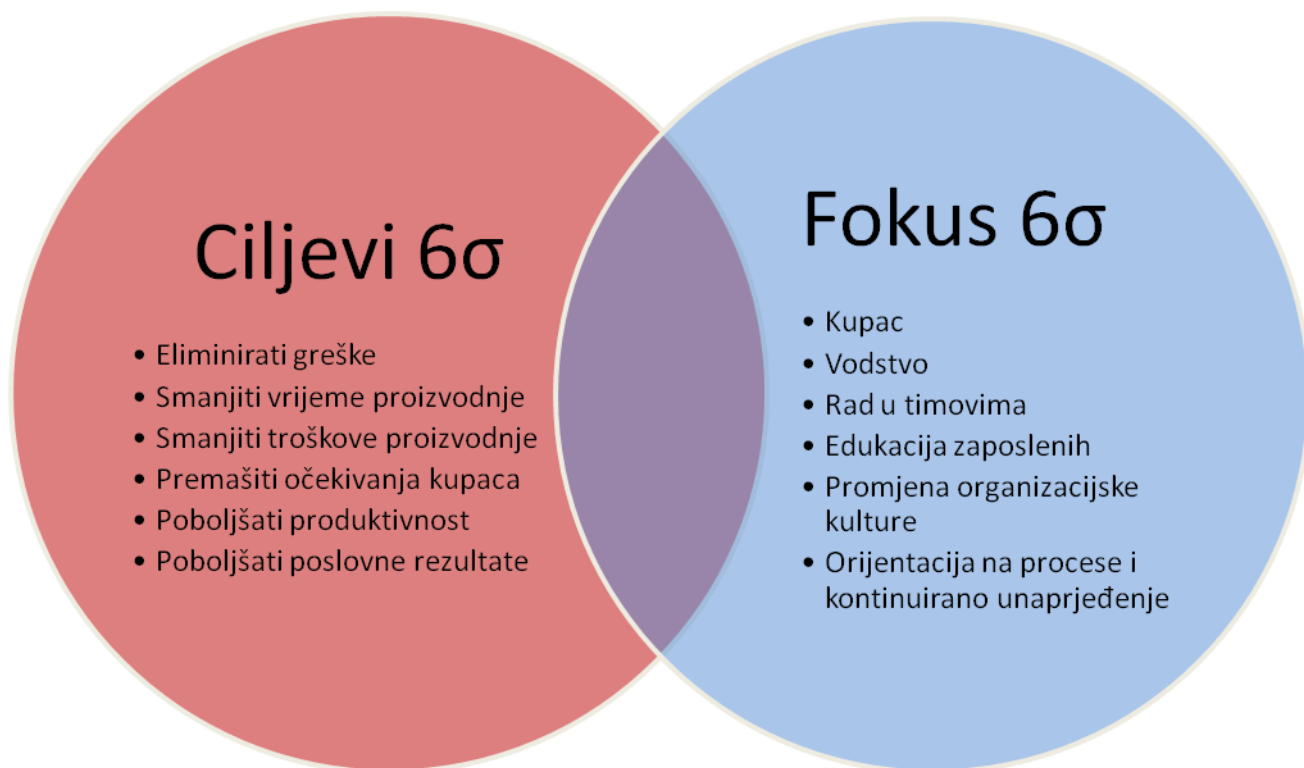 Ciljevi 6σ
• Eliminirati greške
• Smanjiti vrijeme proizvodnje
• Smanjiti troškove proizvodnje
• Premašiti očekivanja kupaca
• Poboljšati produktivnost
• Poboljšati poslovne rezultate
Fokus 6σ
• Kupac
• Vodstvo
• Rad u timovima
• Edukacija zaposlenih
• Promjena organizacijske
kulture
• Orijentacija na procese i
kontinuirano unaprjeđenje